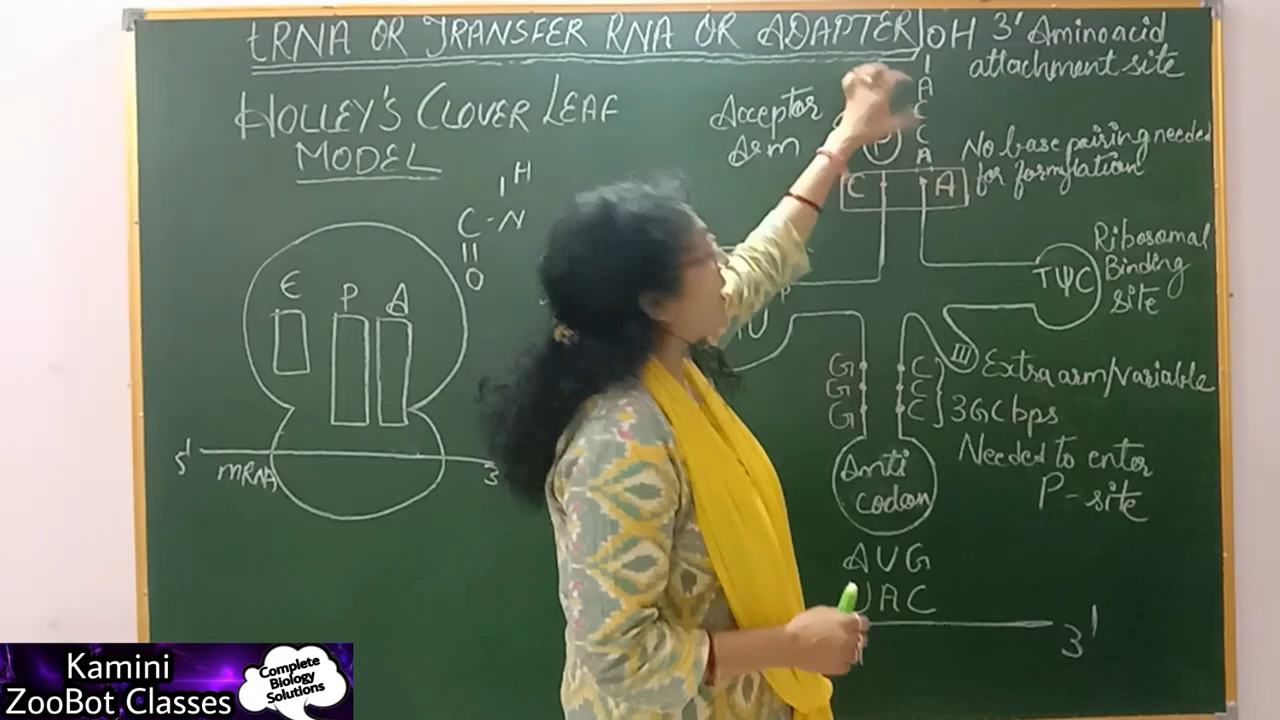 tRNA OR TRANSFER RNA OR ADAPTER
HOLLEY'S CLOVER LEAF
MODEL
H
C - N
O
E
P
A
5'
mRNA
3
OH 3' Aminoacid
attachment site
A
C
C
A
Acceptor
Arm
P
No base pairing needed
for formylation
C
A
TΨC
Ribosomal
Binding
site
U
III
Extra arm/variable
G C
G C
G C
3GC bps
Needed to enter
P-site
Anti
codon
AUG
UAC
3'
Kamini
ZooBot Classes
Complete
Biology
Solutions